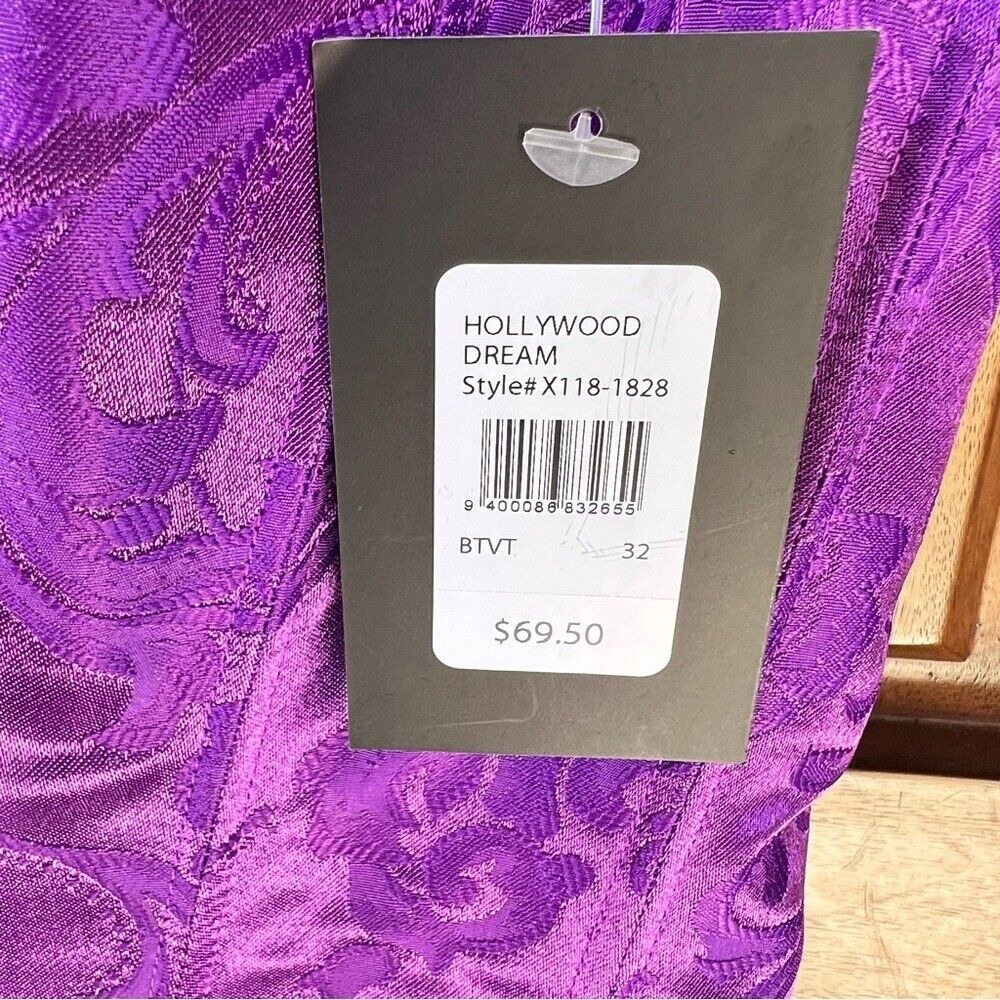 HOLLYWOOD
DREAM
Style# X118-1828
9 400086 832655
BTVT 32
$69.50